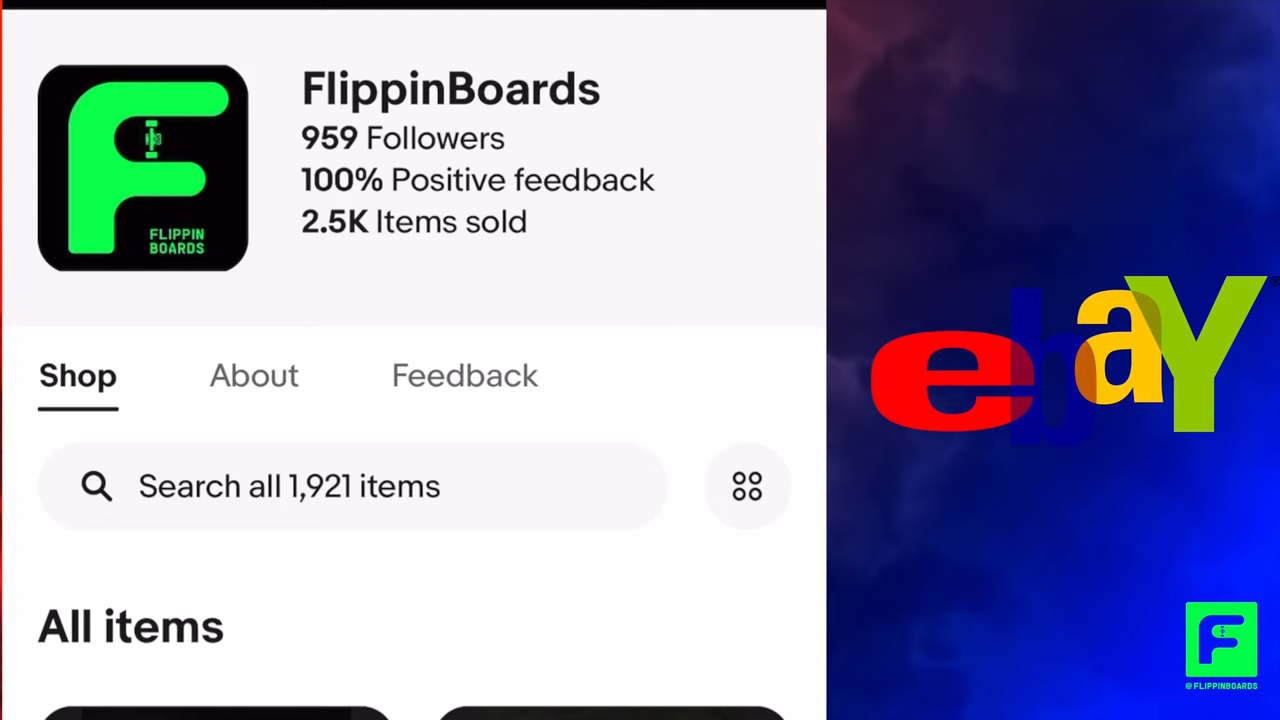 FlippinBoards
959 Followers
100% Positive feedback
2.5K Items sold
FLIPPIN
BOARDS
Shop
About
Feedback
Search all 1,921 items
All items
ebaY
@FLIPPINBOARDS